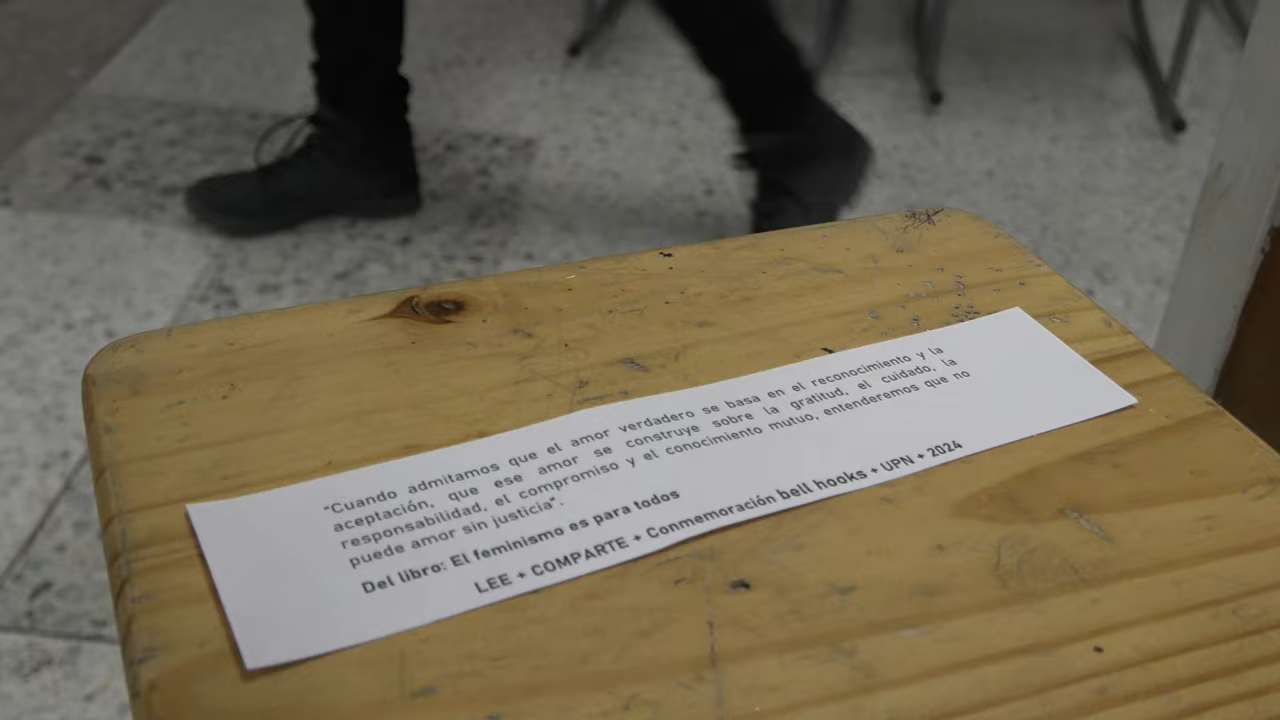 "Cuando admitamos que el amor verdadero se basa en el reconocimiento y la
aceptación, que ese amor se construye sobre la gratitud, el cuidado, la
responsabilidad, el compromiso y el conocimiento mutuo, entenderemos que no
puede amor sin justicia".
Del libro: El feminismo es para todos
LEE + COMPARTE + Conmemoración bell hooks + UPN + 2024